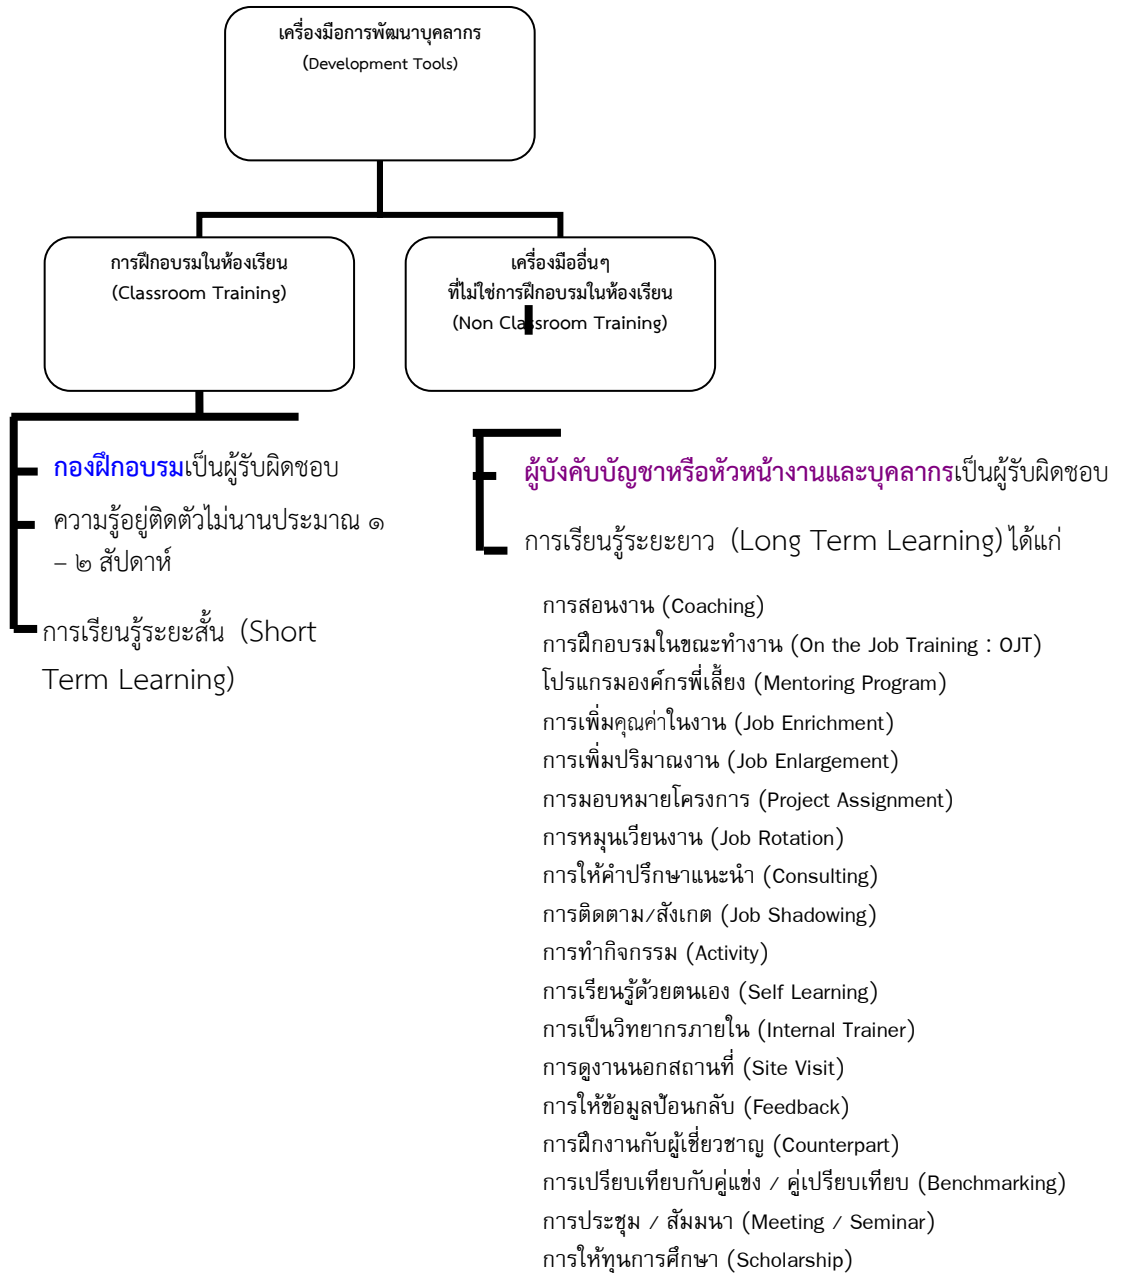 เครื่องมือการพัฒนาบุคลากร
(Development Tools)
การฝึกอบรมในห้องเรียน
(Classroom Training)
เครื่องมืออื่นๆ
ที่ไม่ใช่การฝึกอบรมในห้องเรียน
(Non Classroom Training)
กองฝึกอบรมเป็นผู้รับผิดชอบ
ความรู้อยู่ติดตัวไม่นานประมาณ ๑
– ๒ สัปดาห์
การเรียนรู้ระยะสั้น (Short
Term Learning)
ผู้บังคับบัญชาหรือหัวหน้างานและบุคลากรเป็นผู้รับผิดชอบ
การเรียนรู้ระยะยาว (Long Term Learning) ได้แก่
การสอนงาน (Coaching)
การฝึกอบรมในขณะทำงาน (On the Job Training : OJT)
โปรแกรมองค์กรพี่เลี้ยง (Mentoring Program)
การเพิ่มคุณค่าในงาน (Job Enrichment)
การเพิ่มปริมาณงาน (Job Enlargement)
การมอบหมายโครงการ (Project Assignment)
การหมุนเวียนงาน (Job Rotation)
การให้คำปรึกษาแนะนำ (Consulting)
การติดตาม/สังเกต (Job Shadowing)
การทำกิจกรรม (Activity)
การเรียนรู้ด้วยตนเอง (Self Learning)
การเป็นวิทยากรภายใน (Internal Trainer)
การดูงานนอกสถานที่ (Site Visit)
การให้ข้อมูลป้อนกลับ (Feedback)
การฝึกงานกับผู้เชี่ยวชาญ (Counterpart)
การเปรียบเทียบกับคู่แข่ง / คู่เปรียบเทียบ (Benchmarking)
การประชุม / สัมมนา (Meeting / Seminar)
การให้ทุนการศึกษา (Scholarship)